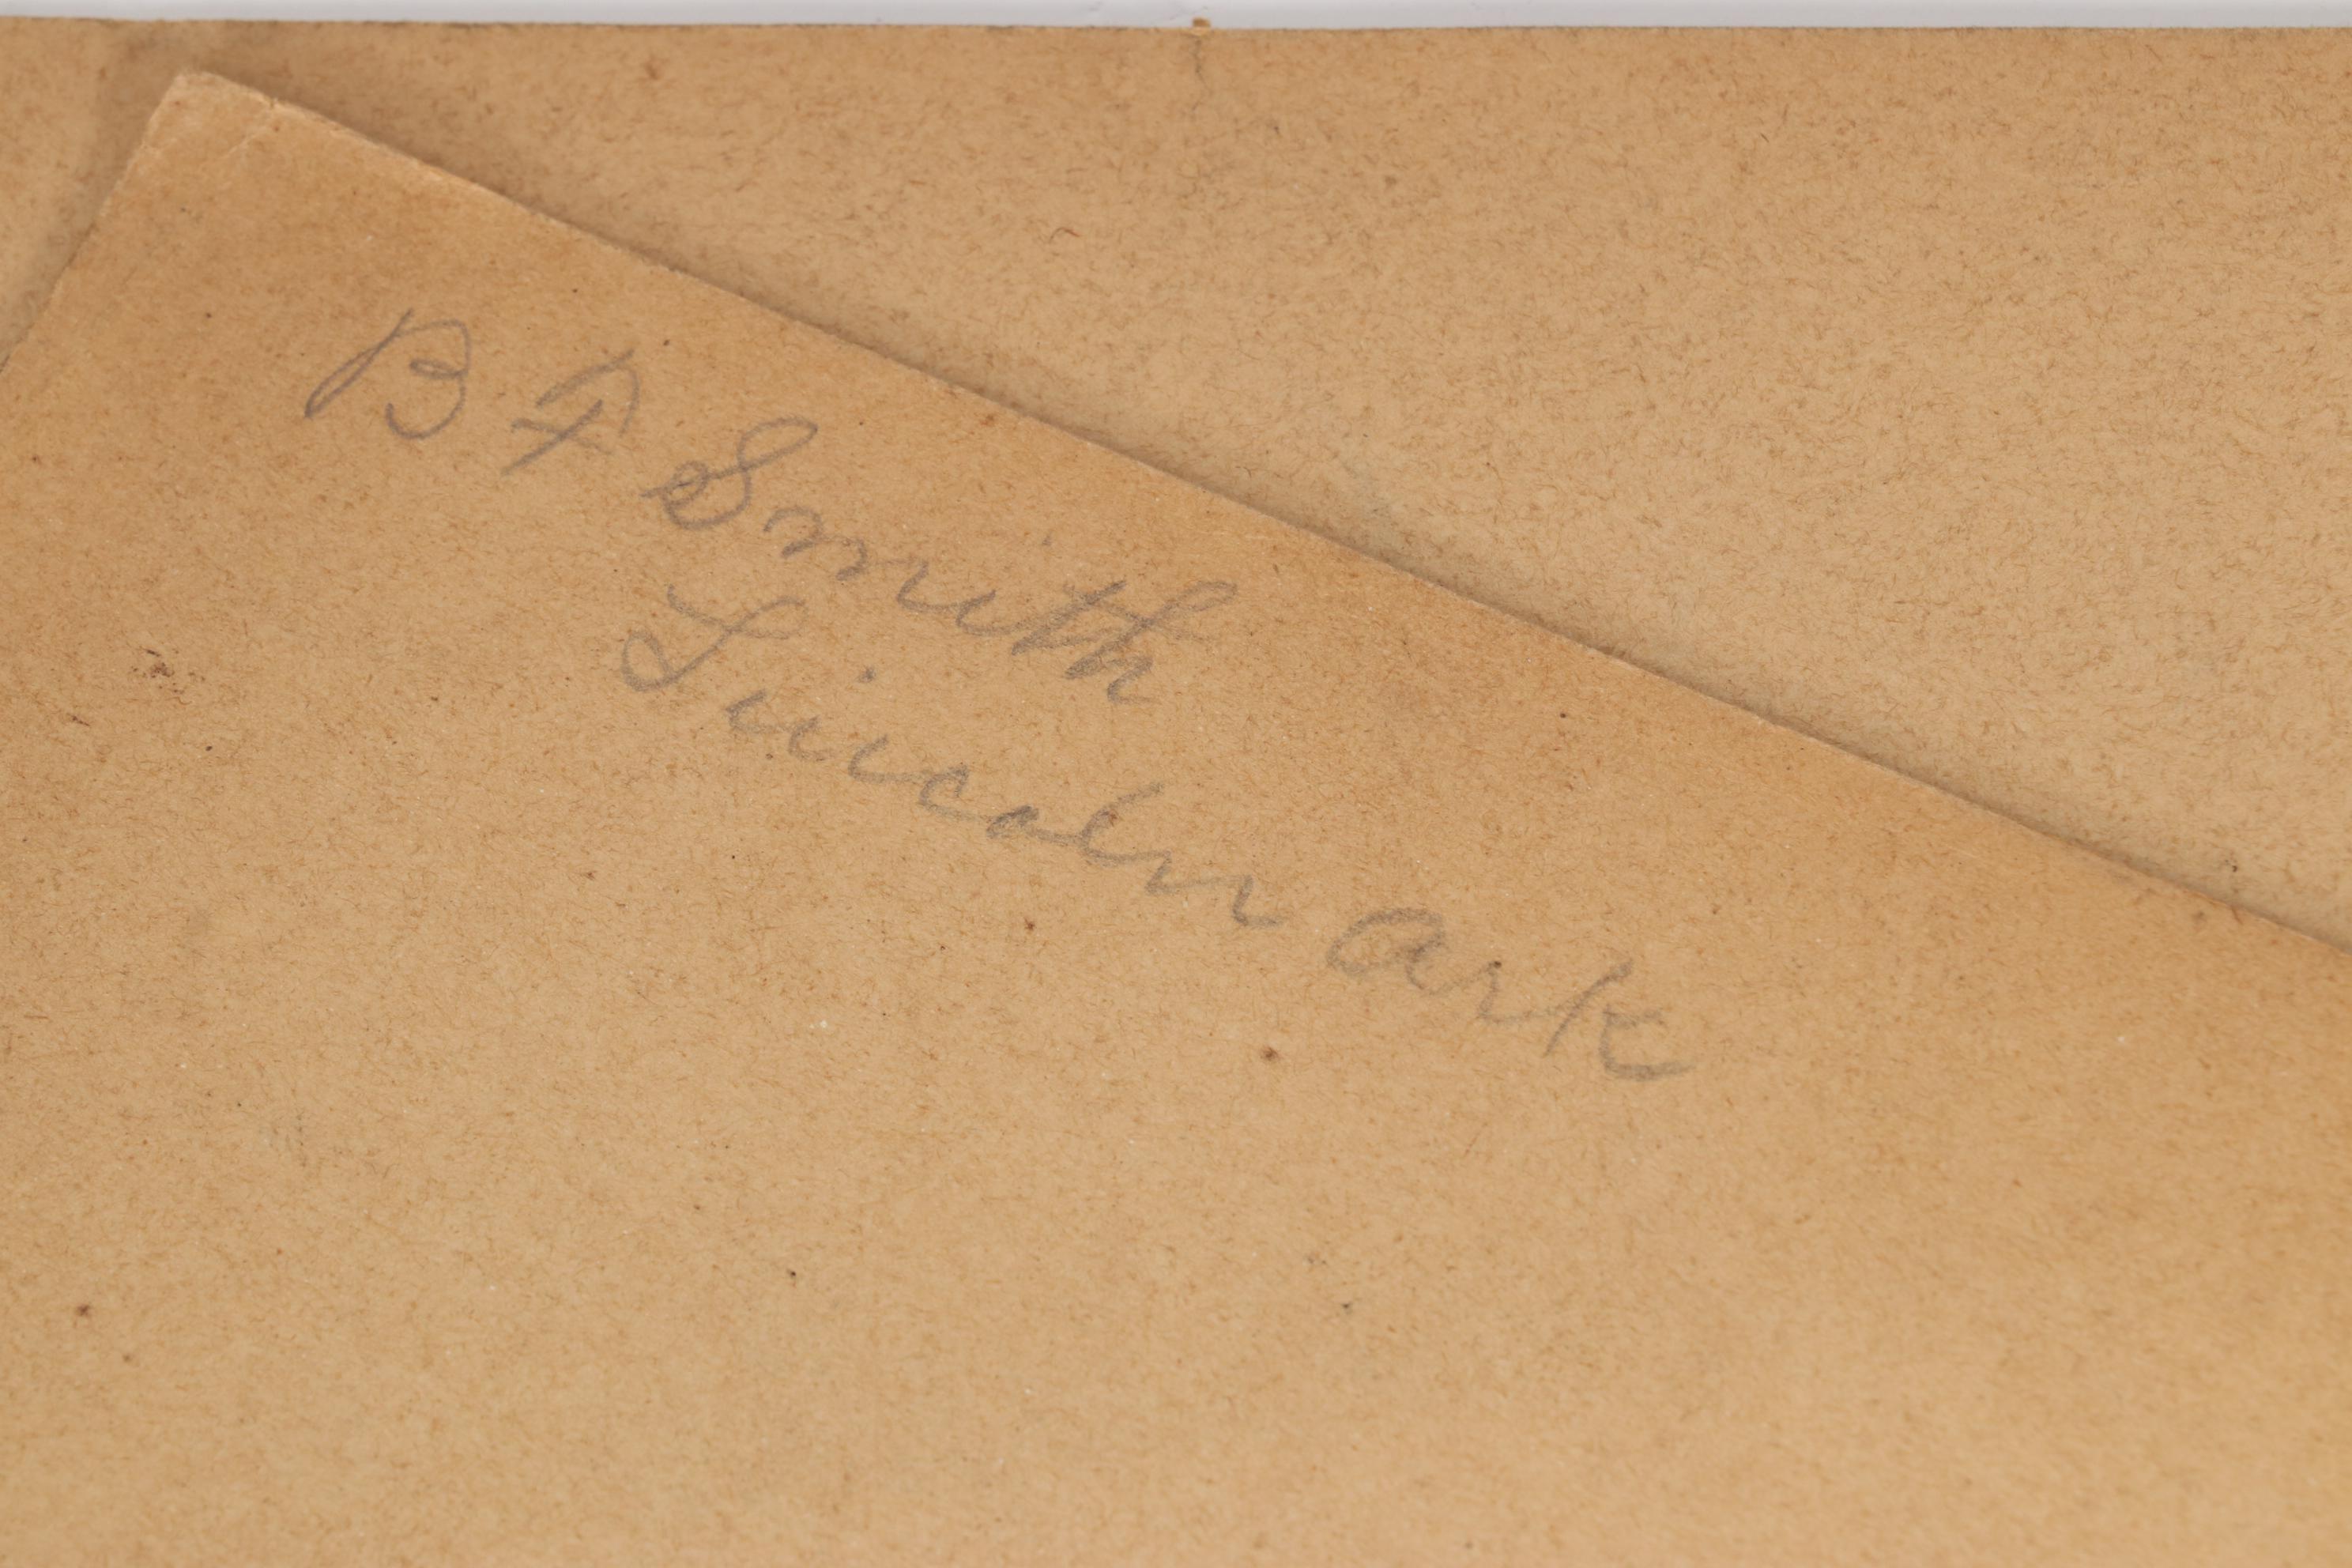 B F Smith
Lincoln Ark